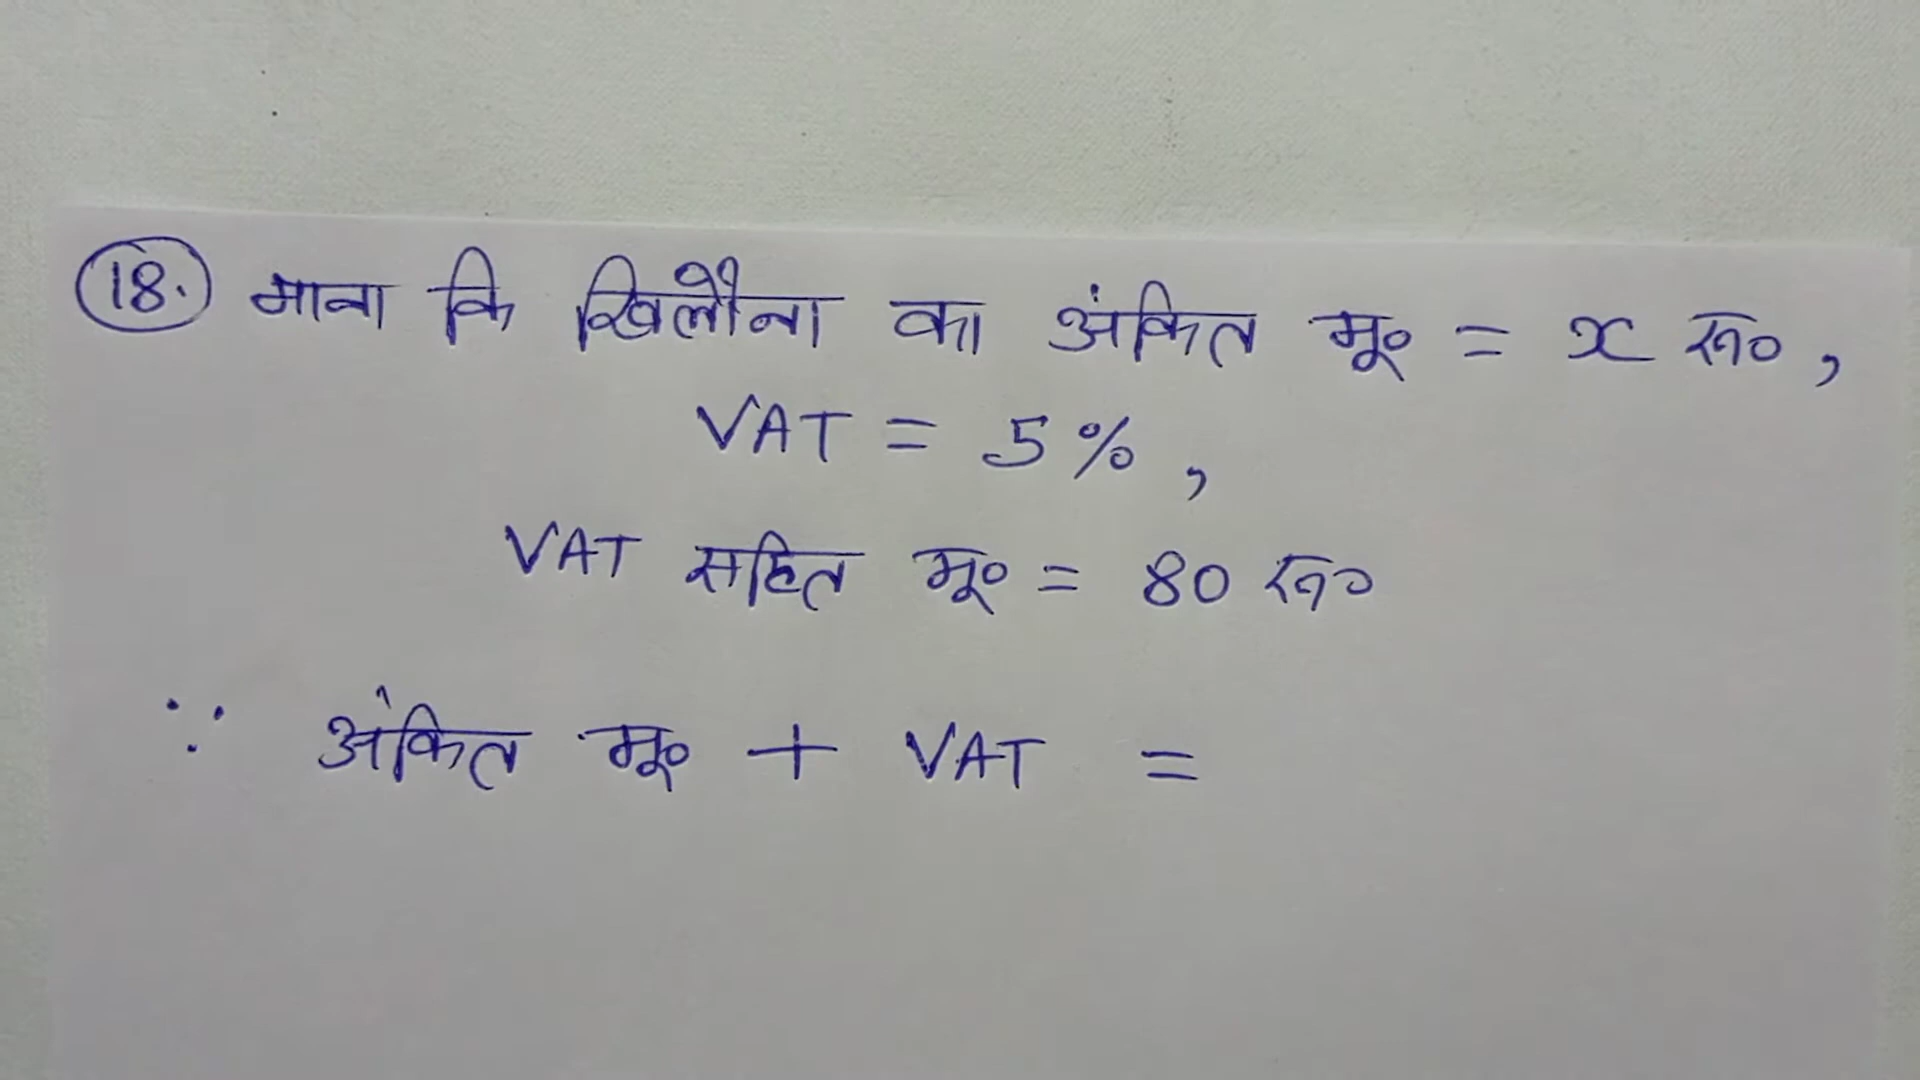 18. माना कि खिलौना का अंकित मू० = x रू०,
VAT = 5%,
VAT सहित मू० = 80 रू०
∵ अंकित मू० + VAT =